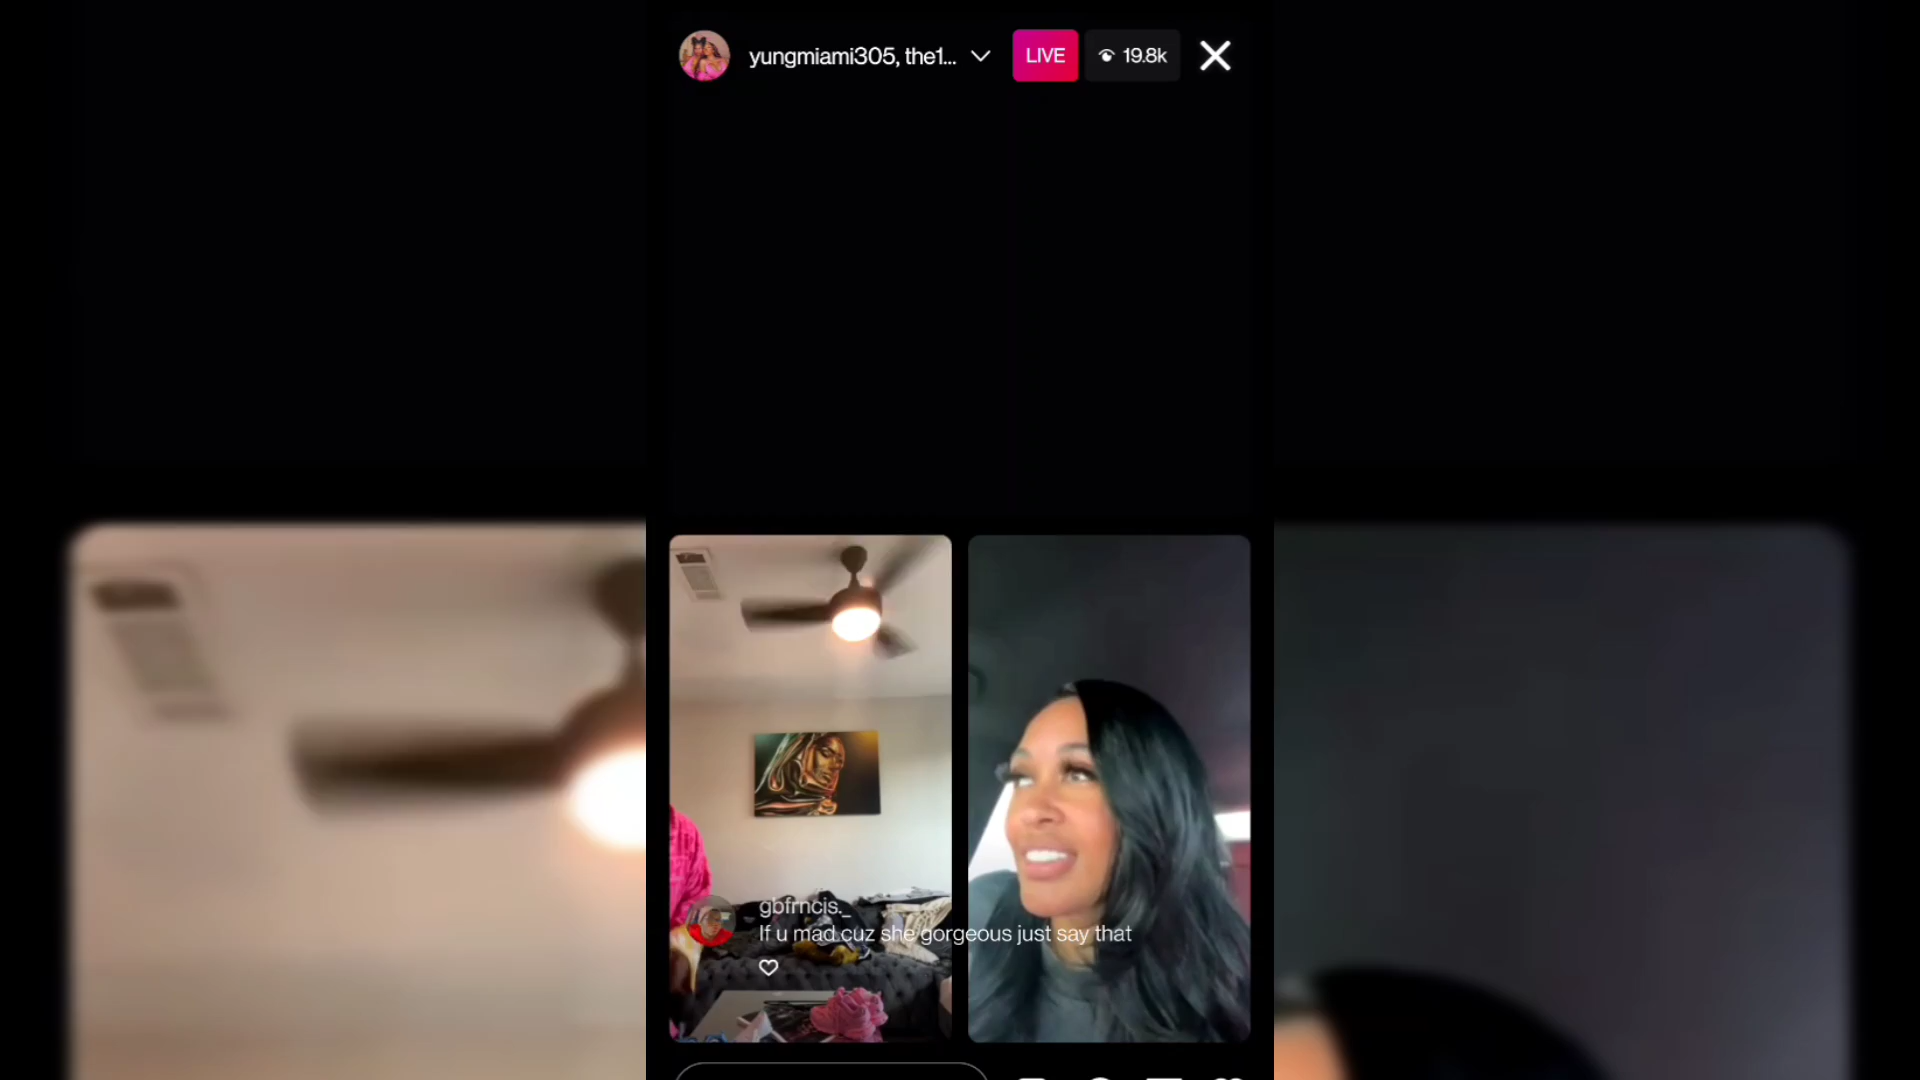 yungmiami305, the1... LIVE 19.8k
gbfrncis._
If u mad cuz she gorgeous just say that